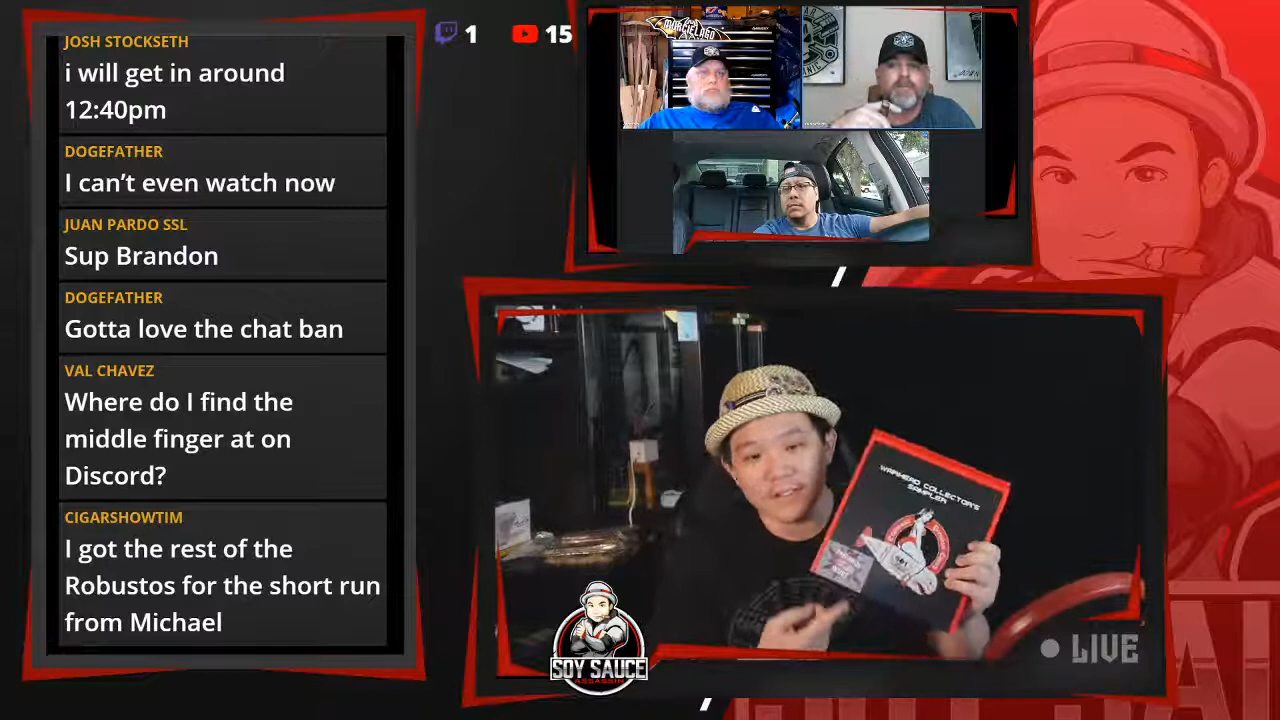 JOSH STOCKSETH
i will get in around
12:40pm
DOGEFATHER
I can’t even watch now
JUAN PARDO SSL
Sup Brandon
DOGEFATHER
Gotta love the chat ban
VAL CHAVEZ
Where do I find the
middle finger at on
Discord?
CIGARSHOWTIM
I got the rest of the
Robustos for the short run
from Michael
1
15
WARHEAD COLLECTOR'S
SAMPLER
SOY SAUCE
ASSASSIN
LIVE